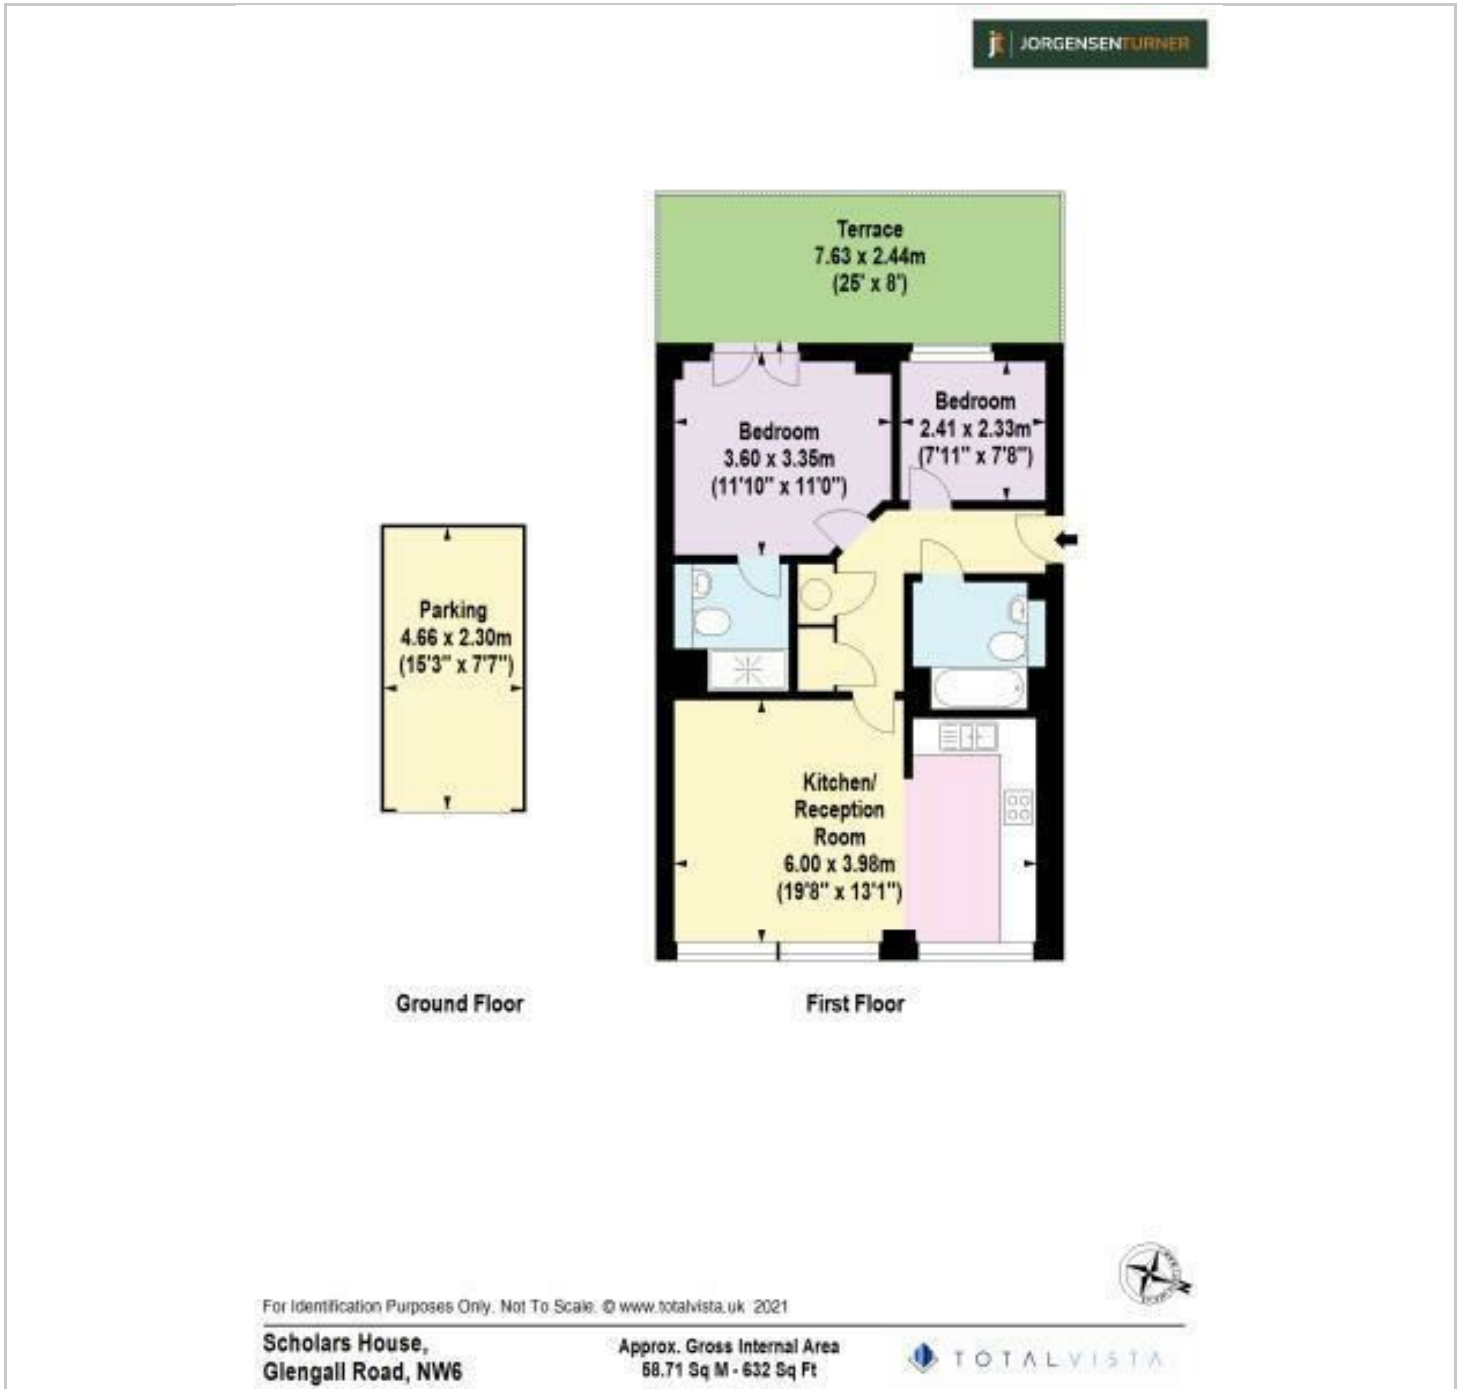 jt JORGENSENTURNER
Terrace
7.63 x 2.44m
(25' x 8')
Bedroom
3.60 x 3.35m
(11'10" x 11'0")
Bedroom
2.41 x 2.33m
(7'11" x 7'8")
Parking
4.66 x 2.30m
(15'3" x 7'7")
Kitchen/
Reception
Room
6.00 x 3.98m
(19'8" x 13'1")
Ground Floor
First Floor
For Identification Purposes Only. Not To Scale. © www.totalvista.uk 2021
Scholars House,
Glengall Road, NW6
Approx. Gross Internal Area
58.71 Sq M - 632 Sq Ft
TOTALVISTA